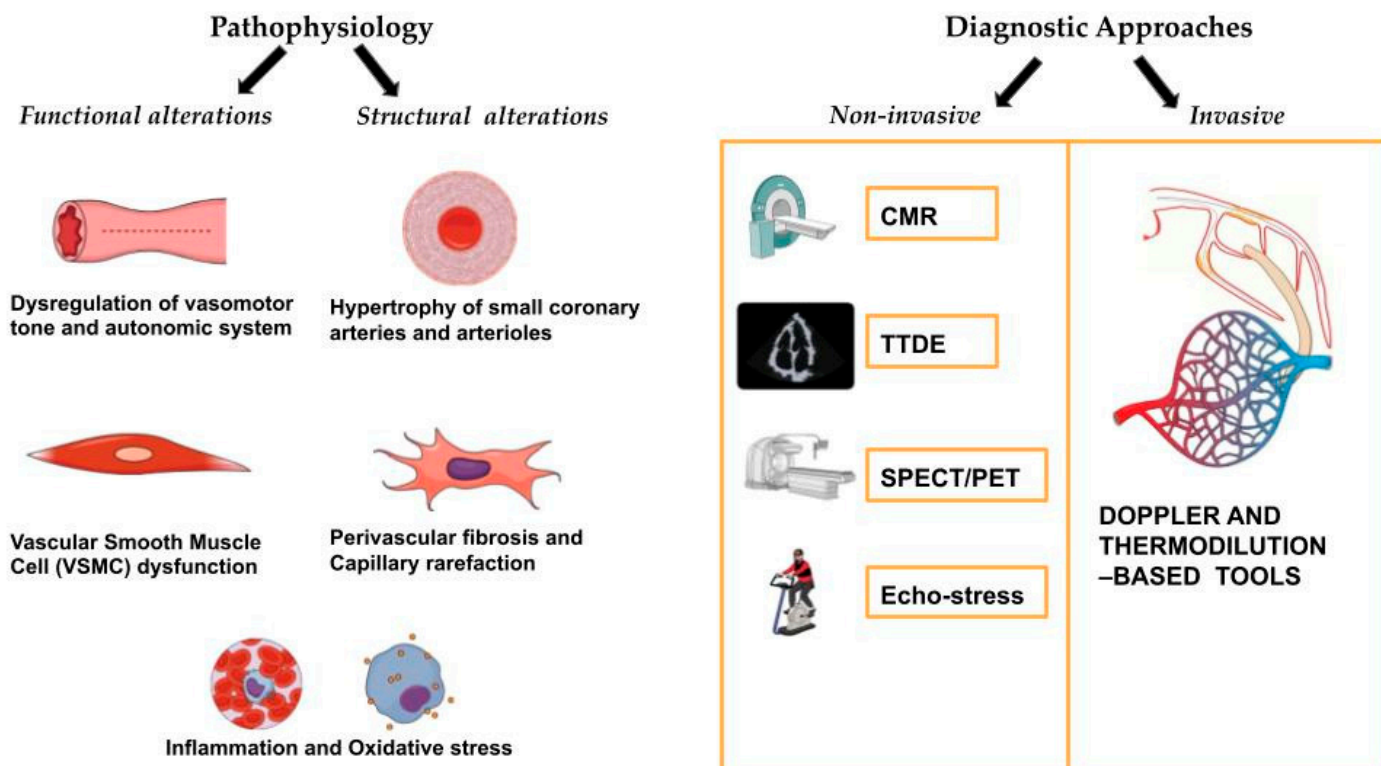 Pathophysiology
Functional alterations
Structural alterations
Dysregulation of vasomotor
tone and autonomic system
Hypertrophy of small coronary
arteries and arterioles
Vascular Smooth Muscle
Cell (VSMC) dysfunction
Perivascular fibrosis and
Capillary rarefaction
Inflammation and Oxidative stress
Diagnostic Approaches
Non-invasive
Invasive
CMR
TTDE
SPECT/PET
Echo-stress
DOPPLER AND
THERMODILUTION
–BASED TOOLS